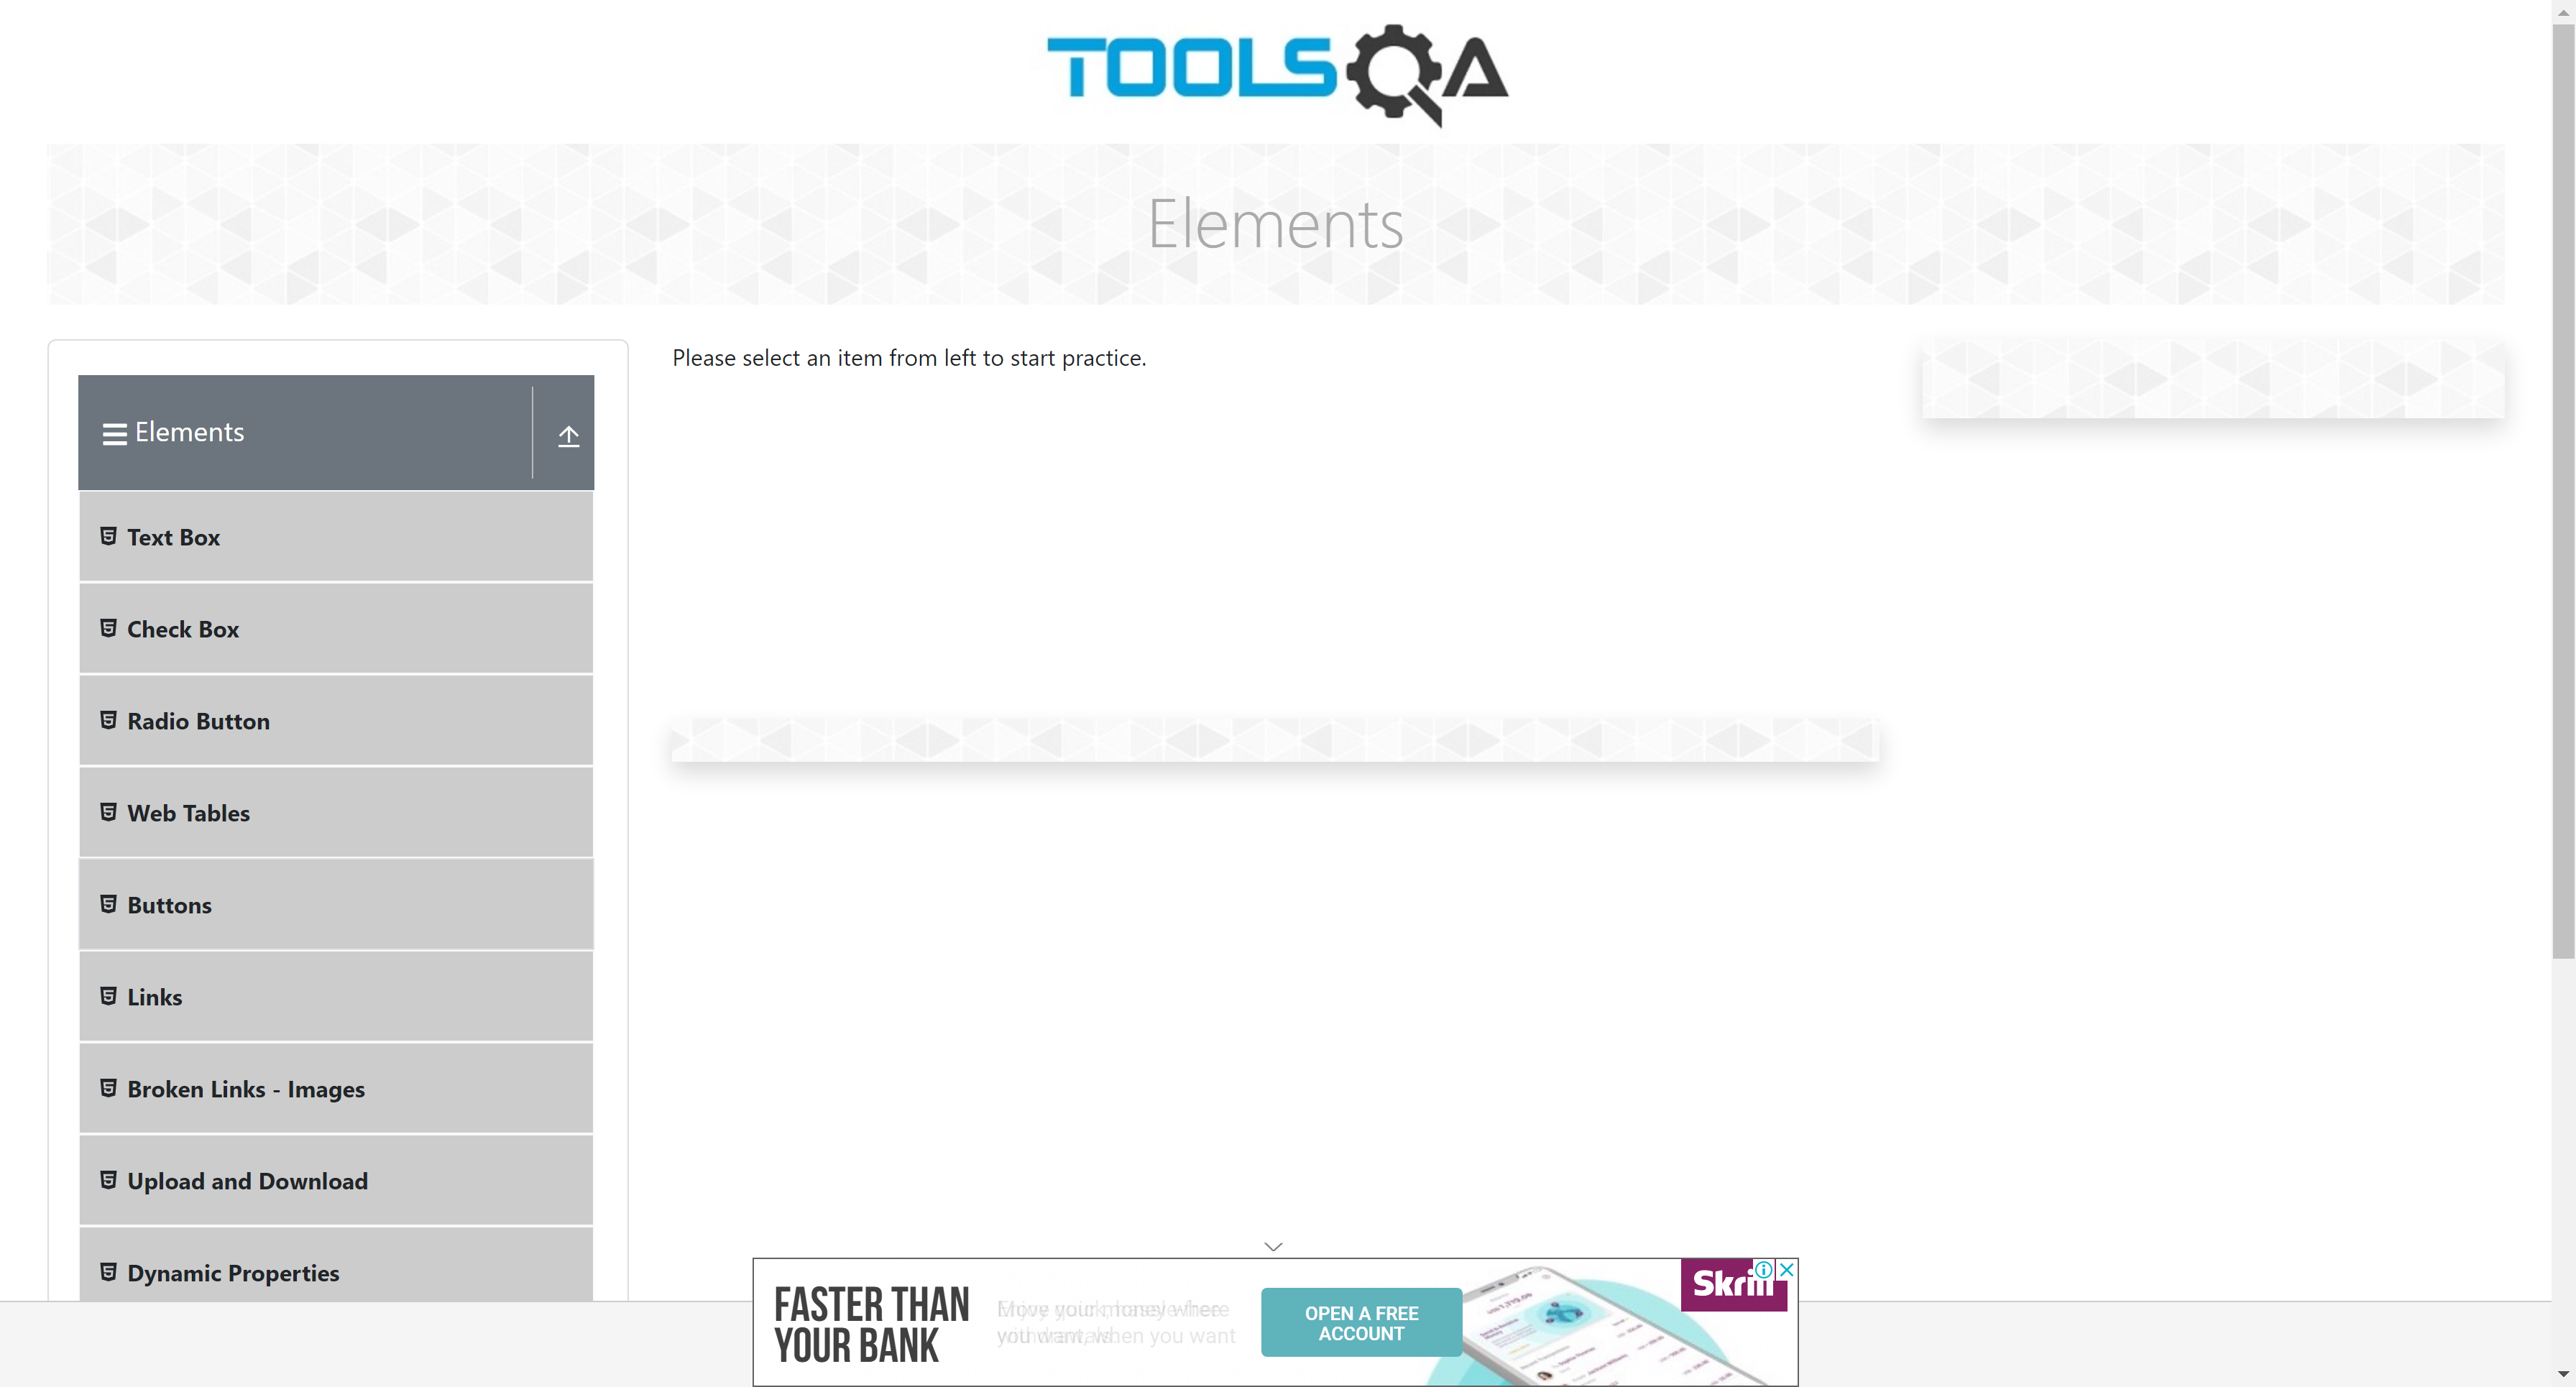 TOOLSQA
Elements
Please select an item from left to start practice.
Elements
Text Box
Check Box
Radio Button
Web Tables
Buttons
Links
Broken Links - Images
Upload and Download
Dynamic Properties
FASTER THAN
YOUR BANK
you want, when you want
OPEN A FREE
ACCOUNT
Skrill